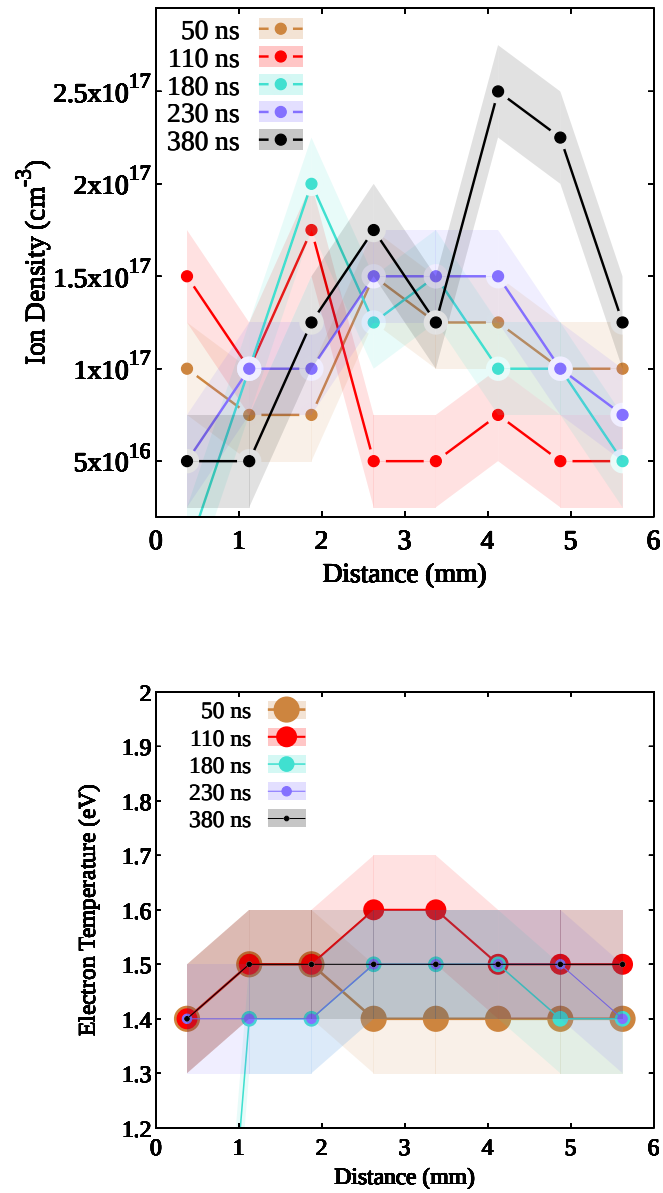 50 ns
110 ns
180 ns
230 ns
380 ns
2.5x10^17
2x10^17
1.5x10^17
1x10^17
5x10^16
Ion Density (cm^-3)
0 1 2 3 4 5 6
Distance (mm)
50 ns
110 ns
180 ns
230 ns
380 ns
2
1.9
1.8
1.7
1.6
1.5
1.4
1.3
1.2
Electron Temperature (eV)
0 1 2 3 4 5 6
Distance (mm)